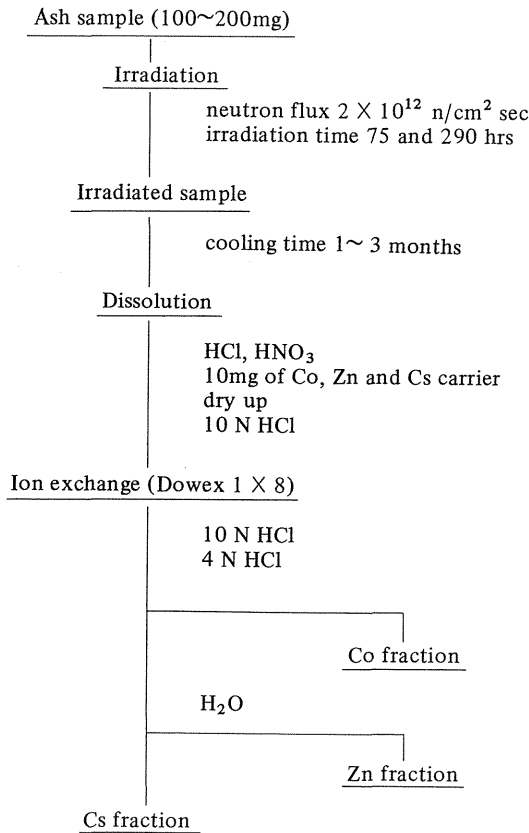 Ash sample (100~200mg)
Irradiation
neutron flux 2 × 10¹² n/cm² sec
irradiation time 75 and 290 hrs
Irradiated sample
cooling time 1~ 3 months
Dissolution
HCl, HNO₃
10mg of Co, Zn and Cs carrier
dry up
10 N HCl
Ion exchange (Dowex 1 × 8)
10 N HCl
4 N HCl
Co fraction
H₂O
Zn fraction
Cs fraction